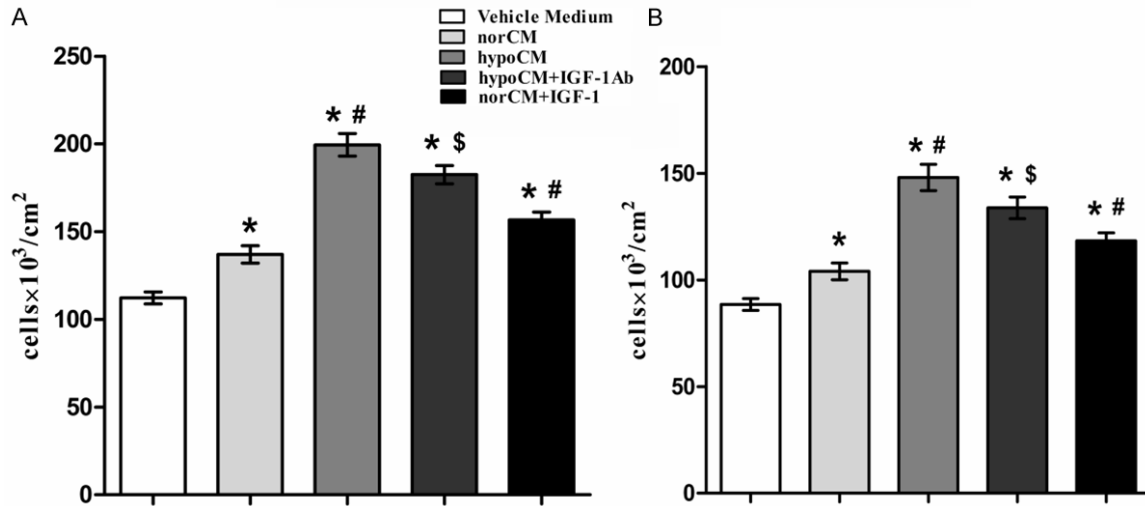 A
Vehicle Medium
norCM
hypoCM
hypoCM+IGF-1Ab
norCM+IGF-1
250
200
150
100
50
0
cells×10³/cm²
*
* #
* $
* #
B
200
150
100
50
0
cells×10³/cm²
*
* #
* $
* #